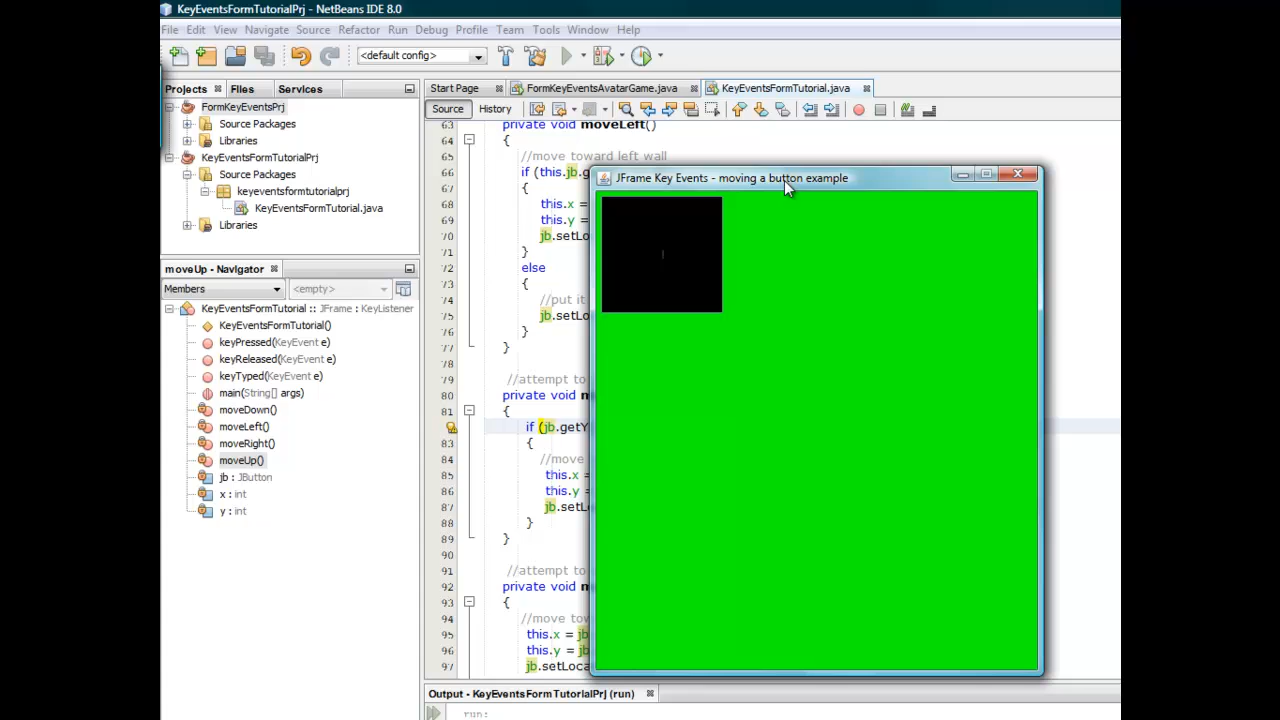 KeyEventsFormTutorialPrj - NetBeans IDE 8.0
File Edit View Navigate Source Refactor Run Debug Profile Team Tools Window Help
<default config>
Projects Files Services
FormKeyEventsPrj
Source Packages
Libraries
KeyEventsFormTutorialPrj
Source Packages
keyeventsformtutorialprj
KeyEventsFormTutorial.java
Libraries
moveUp - Navigator
Members <empty>
KeyEventsFormTutorial :: JFrame : KeyListener
KeyEventsFormTutorial()
keyPressed(KeyEvent e)
keyReleased(KeyEvent e)
keyTyped(KeyEvent e)
main(String[] args)
moveDown()
moveLeft()
moveRight()
moveUp()
jb : JButton
x : int
y : int
Start Page FormKeyEventsAvatarGame.java KeyEventsFormTutorial.java
Source History
63 private void moveLeft()
64 {
65 //move toward left wall
66 if (this.jb.g
67 {
68 this.x =
69 this.y =
70 jb.setLo
71 }
72 else
73 {
74 //put it
75 jb.setLo
76 }
77 }
78
79 //attempt to
80 private void m
81 {
if (jb.getY
83 {
84 //move
85 this.x =
86 this.y =
87 jb.setLo
88 }
89 }
90
91 //attempt to
92 private void m
93 {
94 //move tow
95 this.x = jb
96 this.y = jb
97 jb.setLoca
JFrame Key Events - moving a button example
Output - KeyEventsFormTutorialPrj (run)
run: